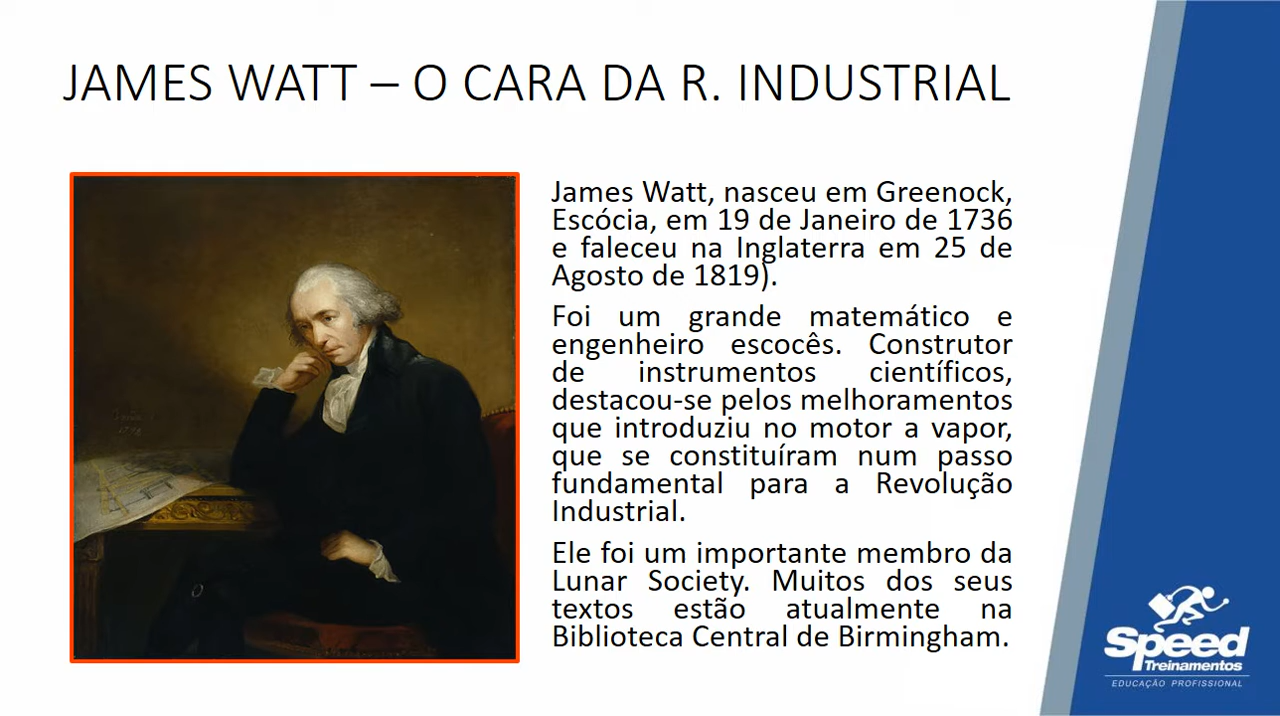 JAMES WATT – O CARA DA R. INDUSTRIAL
James Watt, nasceu em Greenock,
Escócia, em 19 de Janeiro de 1736
e faleceu na Inglaterra em 25 de
Agosto de 1819).
Foi um grande matemático e
engenheiro escocês. Construtor
de instrumentos científicos,
destacou-se pelos melhoramentos
que introduziu no motor a vapor,
que se constituíram num passo
fundamental para a Revolução
Industrial.
Ele foi um importante membro da
Lunar Society. Muitos dos seus
textos estão atualmente na
Biblioteca Central de Birmingham.
Speed
Treinamentos
EDUCAÇÃO PROFISSIONAL